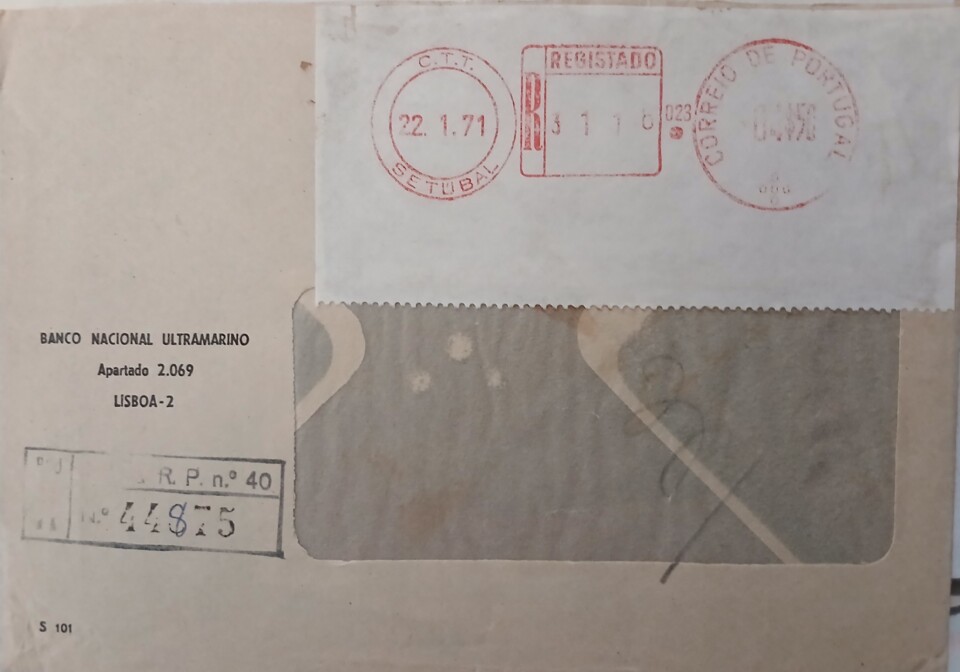 C.T.T.
22. 1.71
SETÚBAL
REGISTADO
R
023
CORREIO DE PORTUGAL
BANCO NACIONAL ULTRAMARINO
Apartado 2.069
LISBOA-2
R. P. n.º 40
N.º 44875
S 101